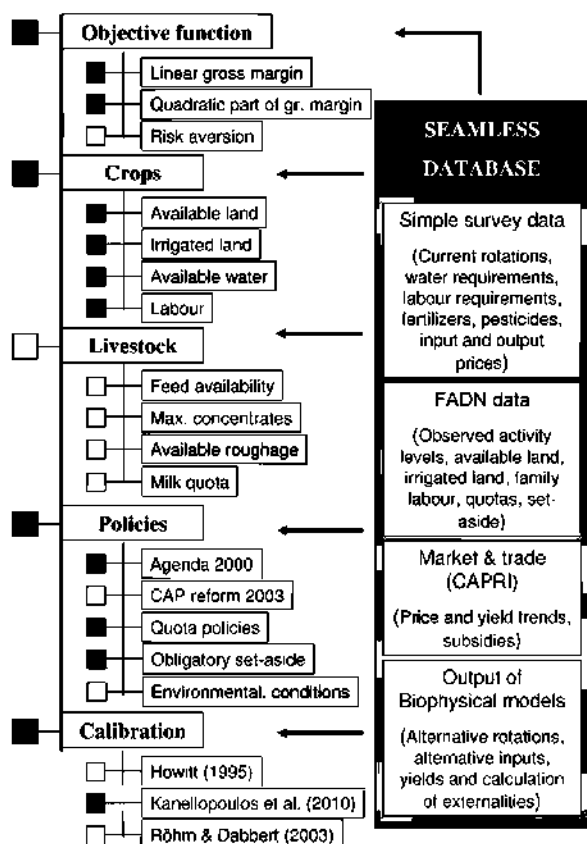 Objective function
Linear gross margin
Quadratic part of gr. margin
Risk aversion
Crops
Available land
Irrigated land
Available water
Labour
Livestock
Feed availability
Max. concentrates
Available roughage
Milk quota
Policies
Agenda 2000
CAP reform 2003
Quota policies
Obligatory set-aside
Environmental. conditions
Calibration
Howitt (1995)
Kanellopoulos et al. (2010)
Röhm & Dabbert (2003)
SEAMLESS
DATABASE
Simple survey data
(Current rotations,
water requirements,
labour requirements,
fertilizers, pesticides,
input and output
prices)
FADN data
(Observed activity
levels, available land,
irrigated land, family
labour, quotas, set-
aside)
Market & trade
(CAPRI)
(Price and yield trends,
subsidies)
Output of
Biophysical models
(Alternative rotations,
alternative inputs,
yields and calculation
of externalities)